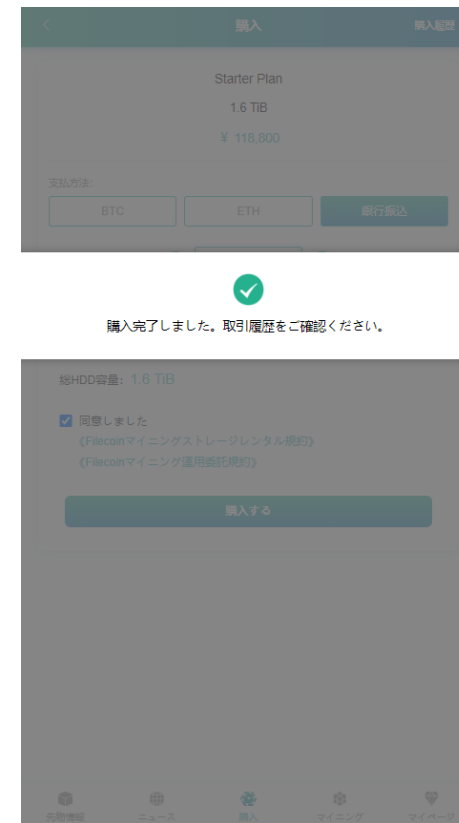 購入
購入履歴
Starter Plan
1.6 TiB
¥ 118,800
支払方法:
BTC
ETH
銀行振込
購入完了しました。取引履歴をご確認ください。
総HDD容量: 1.6 TiB
同意しました
《Filecoinマイニングストレージレンタル規約》
《Filecoinマイニング運用委託規約》
購入する
先物情報
ニュース
購入
マイニング
マイページ